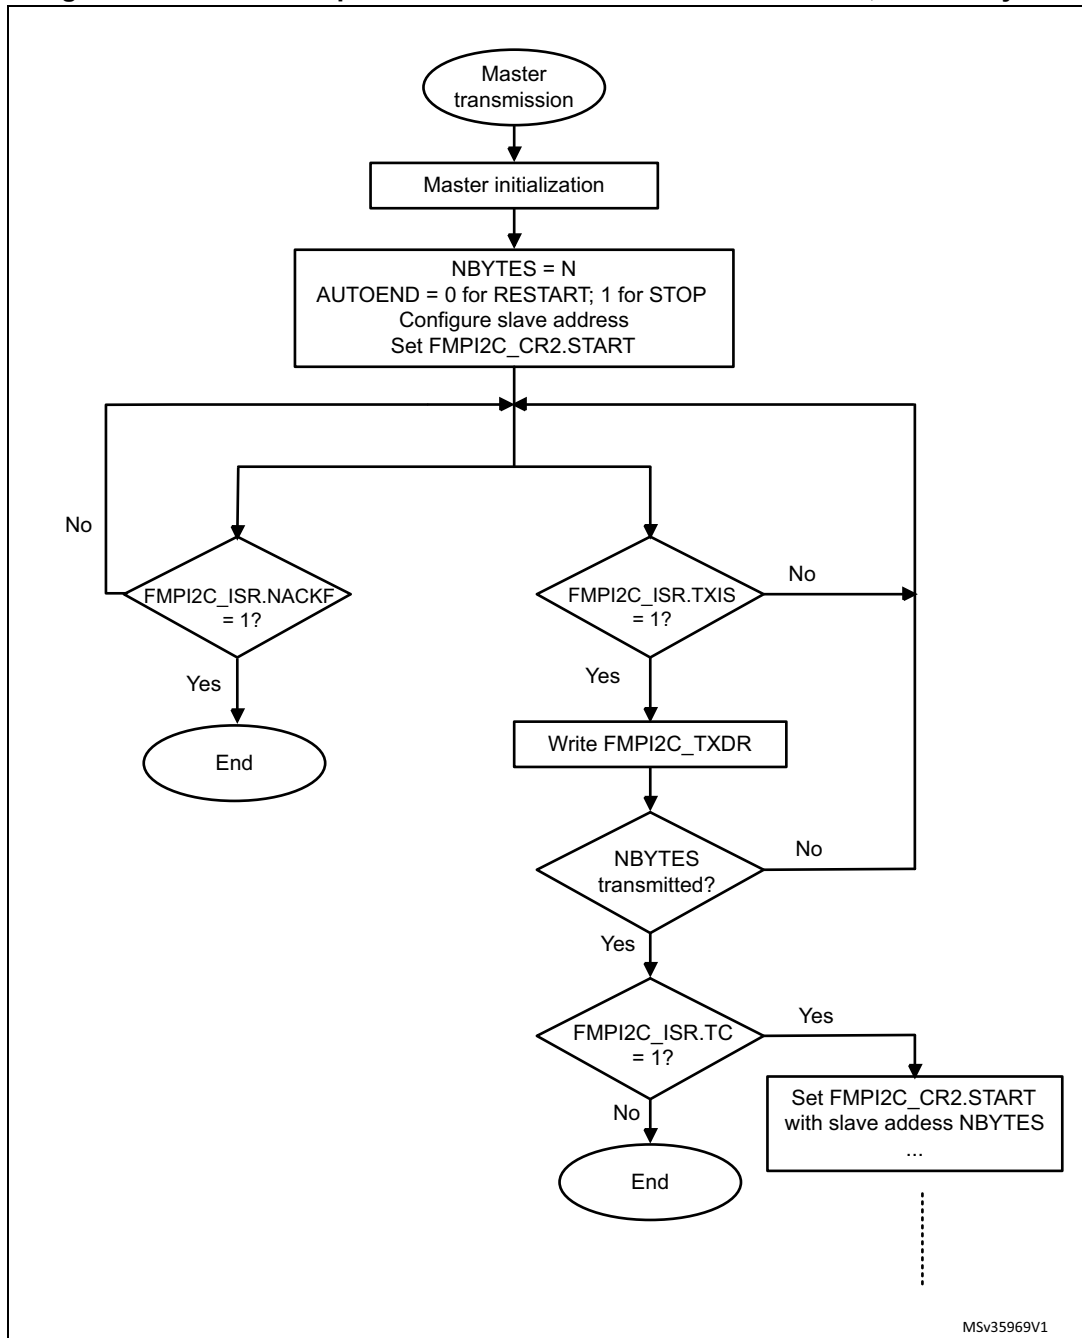 Master
transmission
Master initialization
NBYTES = N
AUTOEND = 0 for RESTART; 1 for STOP
Configure slave address
Set FMPI2C_CR2.START
No
FMPI2C_ISR.NACKF
= 1?
Yes
End
FMPI2C_ISR.TXIS
= 1?
No
Yes
Write FMPI2C_TXDR
NBYTES
transmitted?
No
Yes
FMPI2C_ISR.TC
= 1?
Yes
No
Set FMPI2C_CR2.START
with slave addess NBYTES
...
End
MSv35969V1